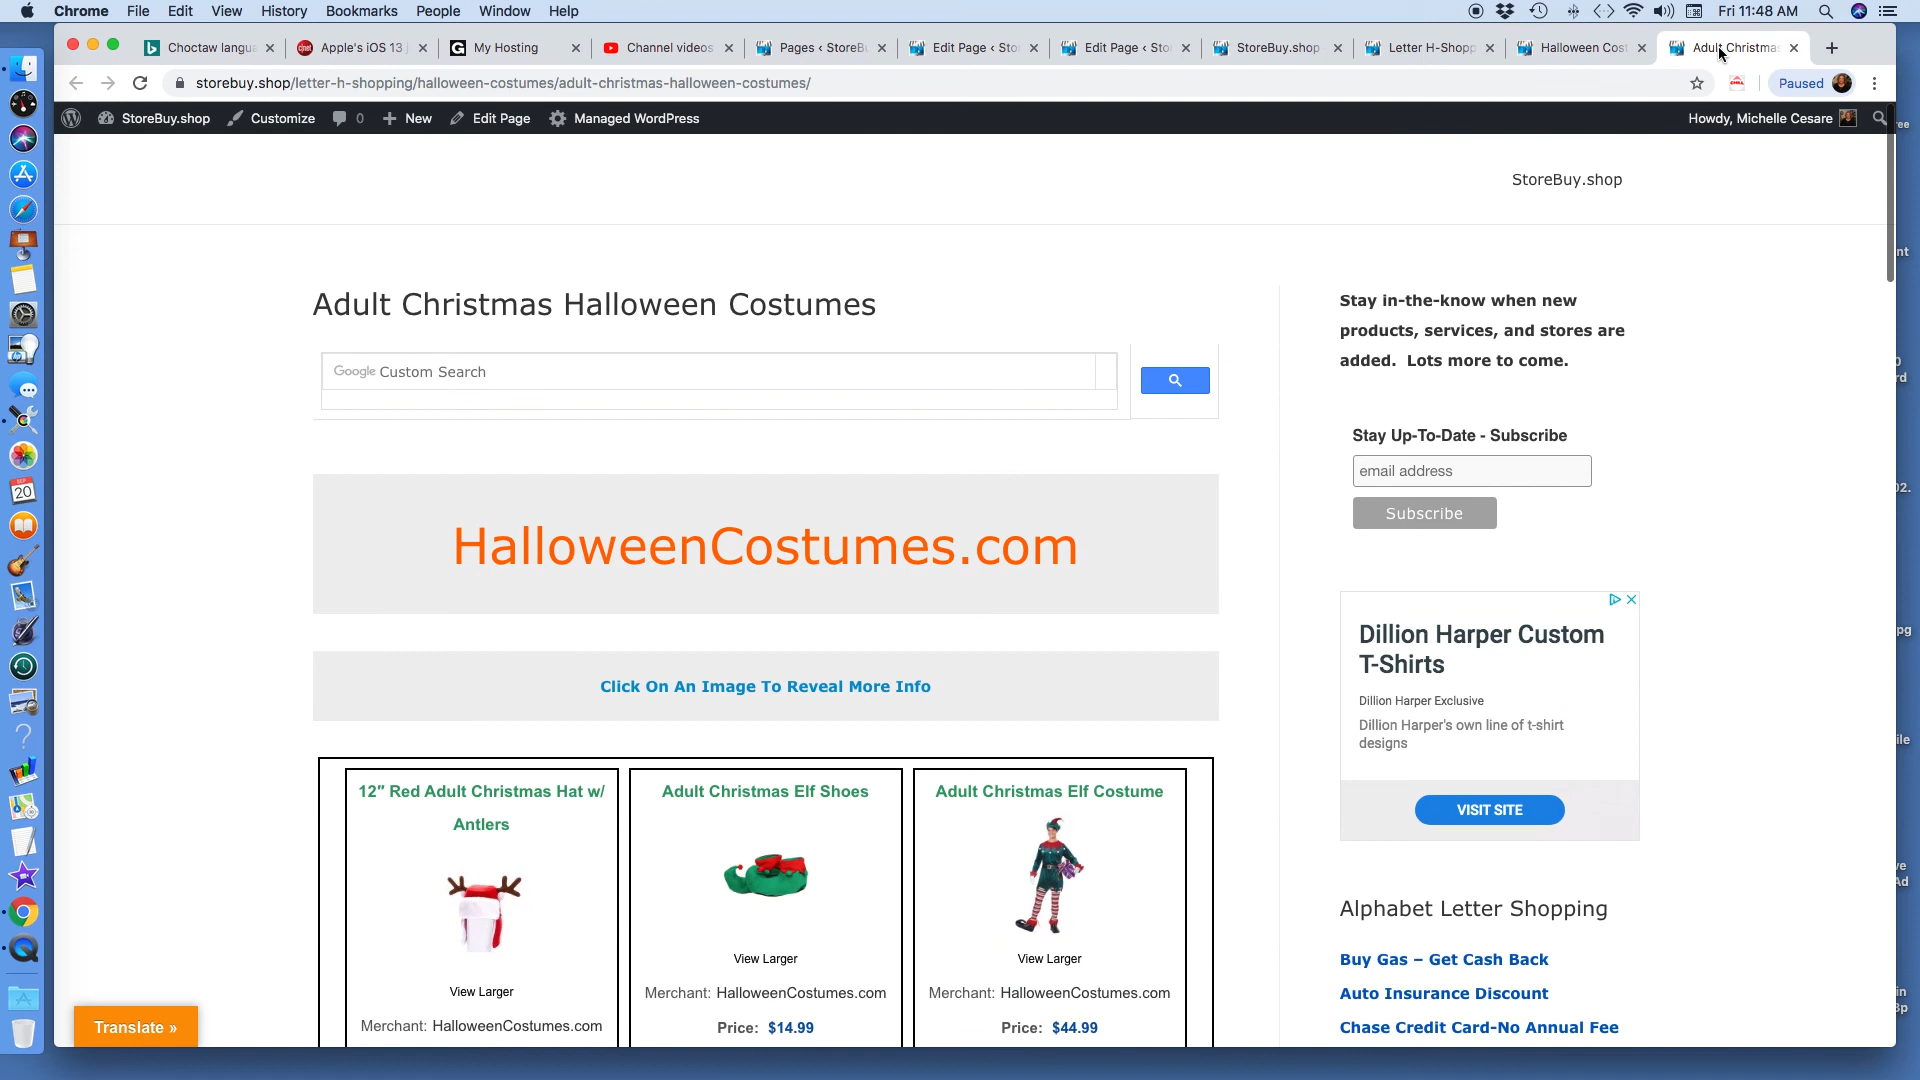 Chrome File Edit View History Bookmarks People Window Help Fri 11:48 AM
Choctaw langu
Apple's iOS 13 j
My Hosting
Channel videos
Pages ‹ StoreBu
Edit Page ‹ Sto
Edit Page ‹ Sto
StoreBuy.shop
Letter H-Shopp
Halloween Cost
Adult Christmas
storebuy.shop/letter-h-shopping/halloween-costumes/adult-christmas-halloween-costumes/ Paused
StoreBuy.shop Customize 0 New Edit Page Managed WordPress Howdy, Michelle Cesare
StoreBuy.shop
Adult Christmas Halloween Costumes
Google Custom Search
HalloweenCostumes.com
Click On An Image To Reveal More Info
12″ Red Adult Christmas Hat w/
Antlers
View Larger
Merchant: HalloweenCostumes.com
Adult Christmas Elf Shoes
View Larger
Merchant: HalloweenCostumes.com
Price: $14.99
Adult Christmas Elf Costume
View Larger
Merchant: HalloweenCostumes.com
Price: $44.99
Stay in-the-know when new
products, services, and stores are
added. Lots more to come.
Stay Up-To-Date - Subscribe
email address
Subscribe
Dillion Harper Custom
T-Shirts
Dillion Harper Exclusive
Dillion Harper's own line of t-shirt
designs
VISIT SITE
Alphabet Letter Shopping
Buy Gas – Get Cash Back
Auto Insurance Discount
Chase Credit Card-No Annual Fee
Translate »
SEP
20